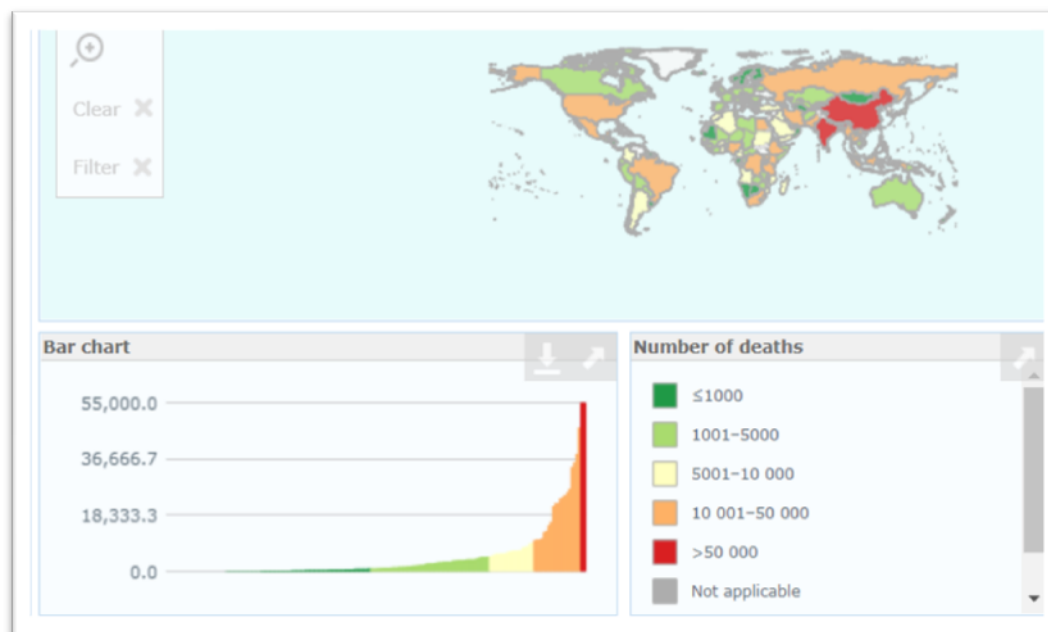 Clear
Filter
Bar chart
55,000.0
36,666.7
18,333.3
0.0
Number of deaths
≤1000
1001–5000
5001–10 000
10 001–50 000
>50 000
Not applicable